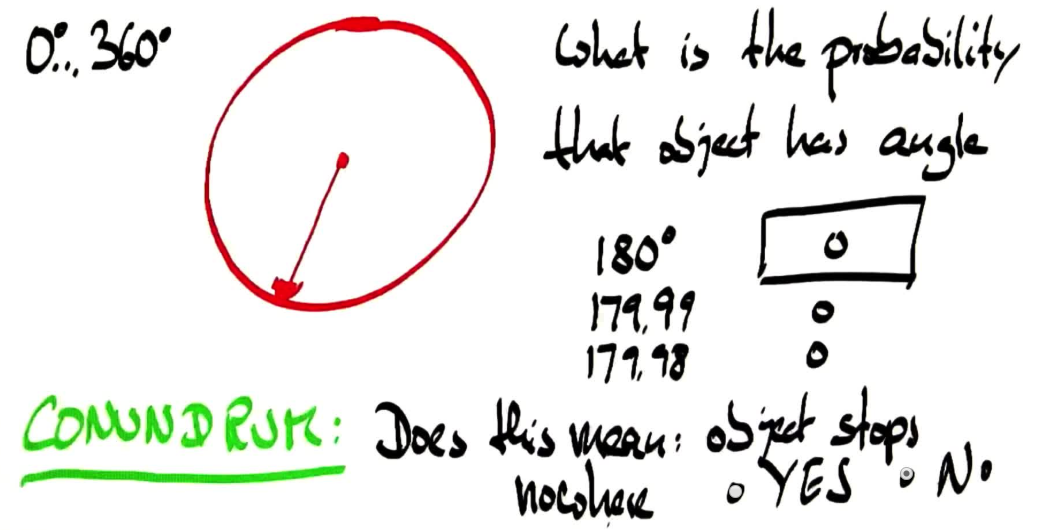 0°... 360°
What is the probability
that object has angle
180° 0
179.99 0
179.98 0
CONUNDRUM: Does this mean: object stops
nowhere YES No